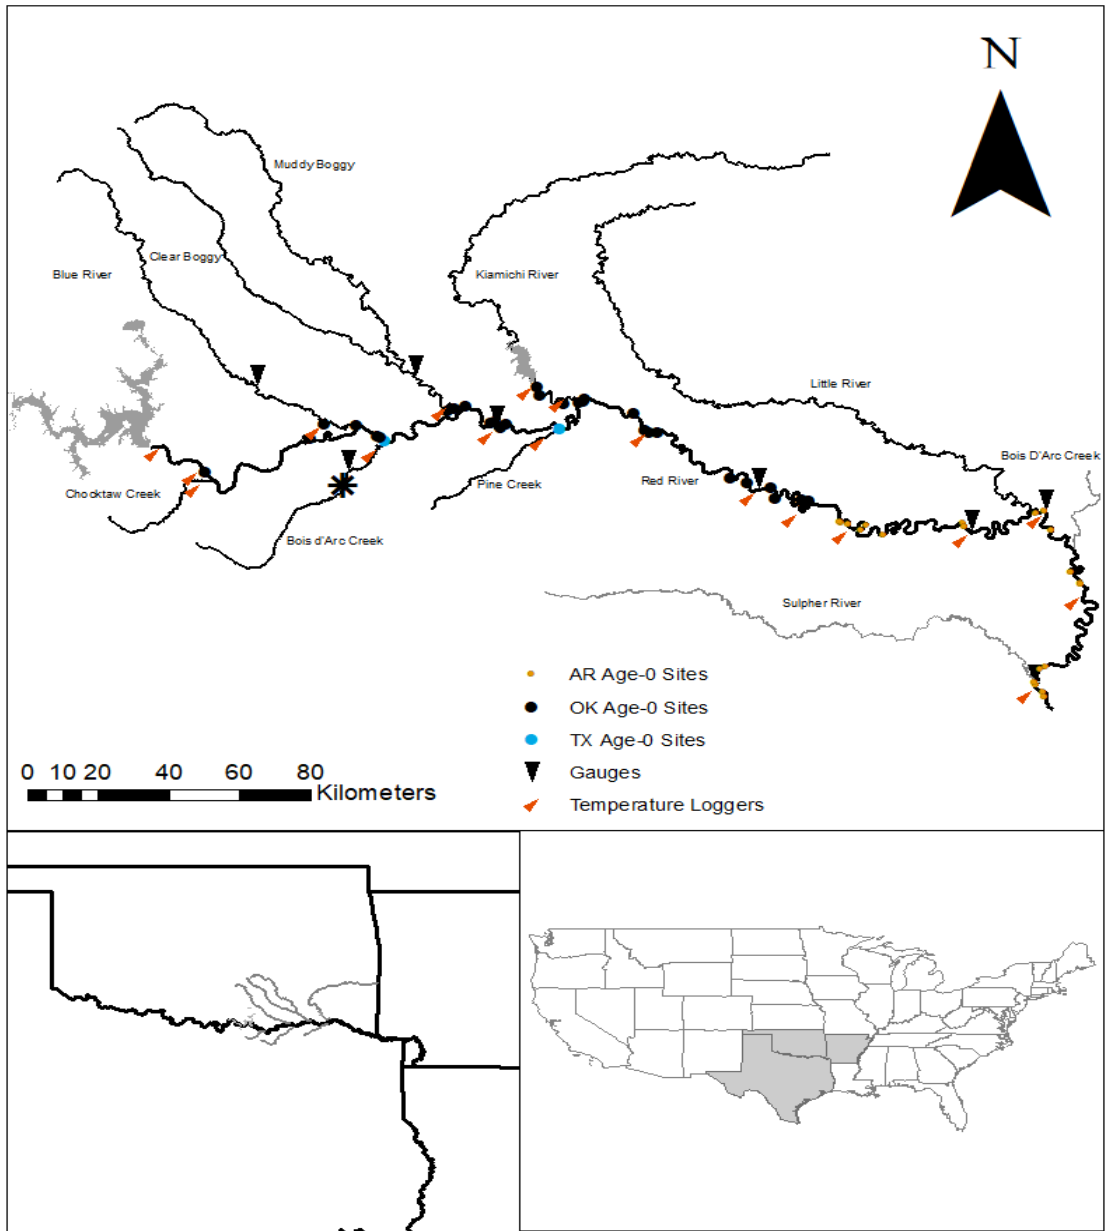 N
Muddy Boggy
Clear Boggy
Blue River
Kiamichi River
Little River
Bois D'Arc Creek
Choctaw Creek
Pine Creek
Red River
Bois d'Arc Creek
Sulpher River
AR Age-0 Sites
OK Age-0 Sites
TX Age-0 Sites
Gauges
Temperature Loggers
0 10 20 40 60 80
Kilometers